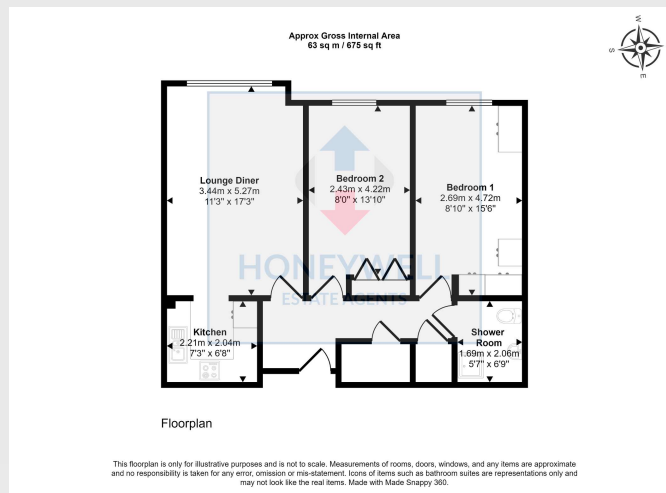 Approx Gross Internal Area
63 sq m / 675 sq ft
W
S
E
Lounge Diner
3.44m x 5.27m
11'3" x 17'3"
Bedroom 2
2.43m x 4.22m
8'0" x 13'10"
Bedroom 1
2.69m x 4.72m
8'10" x 15'6"
HONEYWELL
ESTATE AGENTS
Kitchen
2.21m x 2.04m
7'3" x 6'8"
Shower
Room
1.69m x 2.06m
5'7" x 6'9"
Floorplan
This floorplan is only for illustrative purposes and is not to scale. Measurements of rooms, doors, windows, and any items are approximate
and no responsibility is taken for any error, omission or mis-statement. Icons of items such as bathroom suites are representations only and
may not look like the real items. Made with Made Snappy 360.